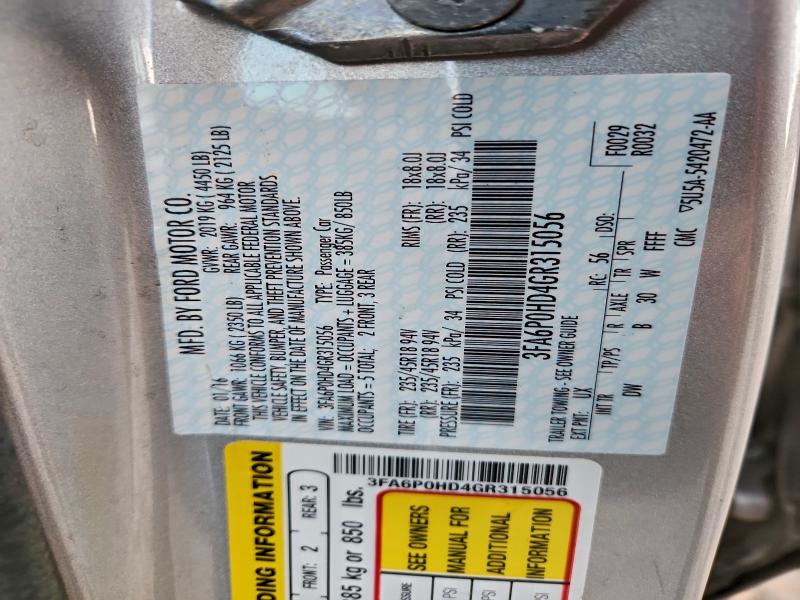 MFD. BY FORD MOTOR CO.
DATE: 07/16 GVWR: 2019 KG ( 4450 LB)
FRONT GAWR: 1066 KG ( 2350 LB) REAR GAWR: 964 KG ( 2125 LB)
THIS VEHICLE CONFORMS TO ALL APPLICABLE FEDERAL MOTOR
VEHICLE SAFETY, BUMPER, AND THEFT PREVENTION STANDARDS
IN EFFECT ON THE DATE OF MANUFACTURE SHOWN ABOVE.
VIN: 3FA6P0HD4GR315056 TYPE: Passenger Car
MAXIMUM LOAD = OCCUPANTS + LUGGAGE = 385KG/ 850LB
OCCUPANTS = 5 TOTAL; 2 FRONT, 3 REAR
TIRE (FR): 235/45R18 94V RIMS (FR): 18x8.0J
(RR): 235/45R18 94V (RR): 18x8.0J
PRESSURE (FR): 235 kPa/ 34 PSI COLD (RR): 235 kPa/ 34 PSI COLD
3FA6P0HD4GR315056
TRAILER TOWING - SEE OWNER GUIDE
EXT PNT: UX RC: 56 DSO: F0029
INTTR TP/PS R AXLE TR SPR R0032
DW B 30 W FFFF
CMC ▽5U5A-5420472-AA
DING INFORMATION
FRONT: 2 REAR: 3
85 kg or 850 lbs.
3FA6P0HD4GR315056
SEE OWNERS
MANUAL FOR
ADDITIONAL
INFORMATION
SSURE
PSI
PSI